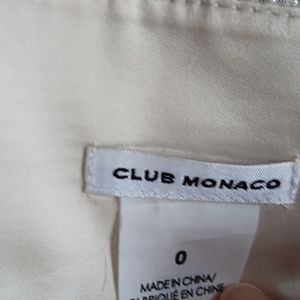 CLUB MONACO
0
MADE IN CHINA/
FABRIQUÉ EN CHINE